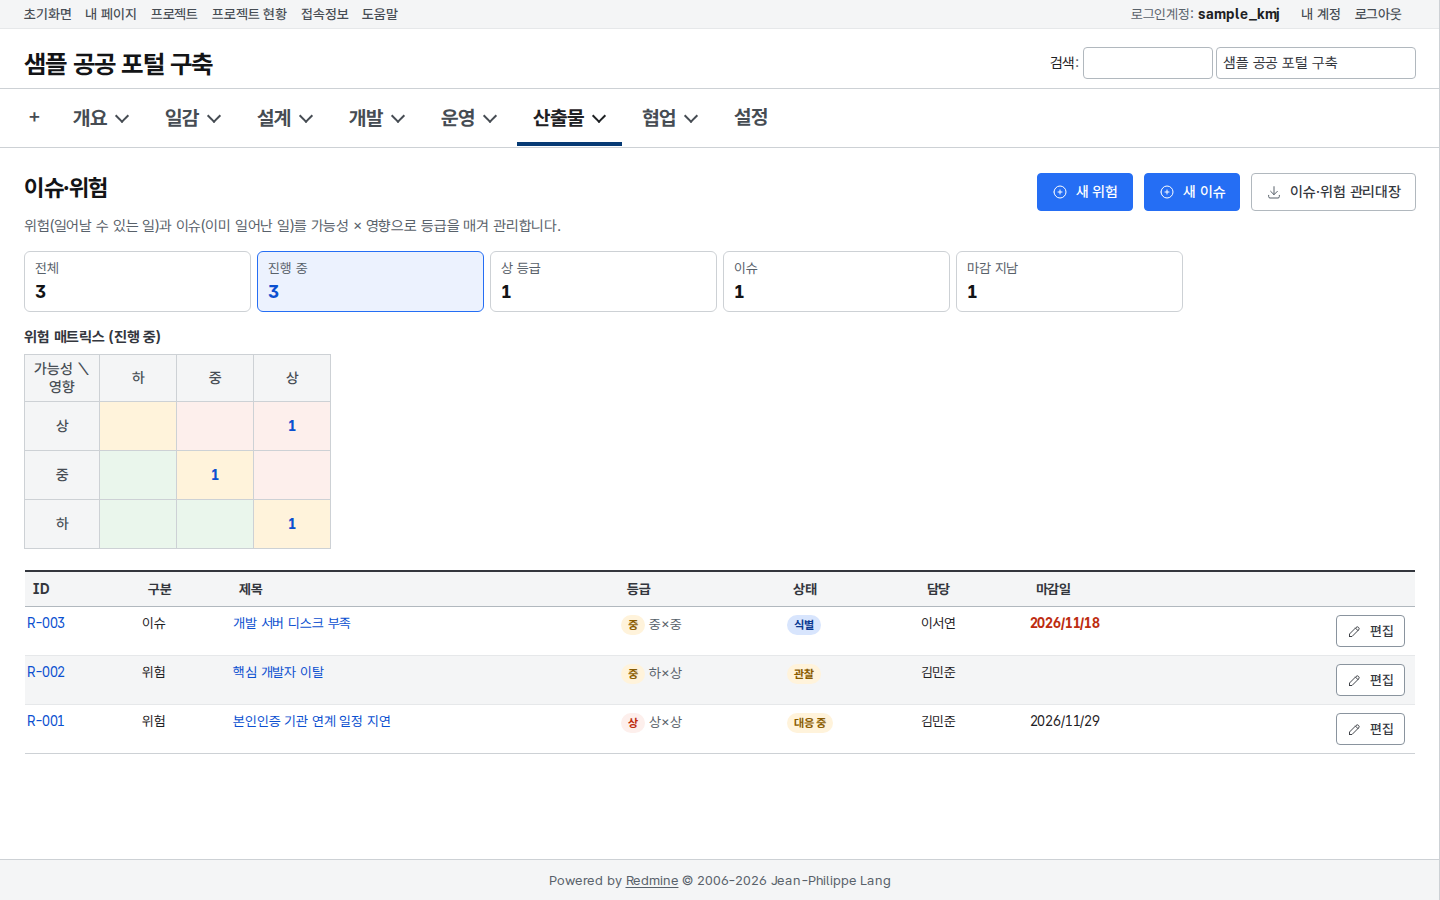 초기화면 내 페이지 프로젝트 프로젝트 현황 접속정보 도움말 로그인계정: sample_kmj 내 계정 로그아웃
샘플 공공 포털 구축 검색: 샘플 공공 포털 구축
+ 개요 일감 설계 개발 운영 산출물 협업 설정
이슈·위험 새 위험 새 이슈 이슈·위험 관리대장
위험(일어날 수 있는 일)과 이슈(이미 일어난 일)를 가능성 × 영향으로 등급을 매겨 관리합니다.
전체 진행 중 상 등급 이슈 마감 지남
3 3 1 1 1
위험 매트릭스 (진행 중)
가능성 \ 영향 하 중 상
상 1
중 1
하 1
ID 구분 제목 등급 상태 담당 마감일
R-003 이슈 개발 서버 디스크 부족 중 중×중 식별 이서연 2026/11/18 편집
R-002 위험 핵심 개발자 이탈 중 하×상 관찰 김민준 편집
R-001 위험 본인인증 기관 연계 일정 지연 상 상×상 대응 중 김민준 2026/11/29 편집
Powered by Redmine © 2006-2026 Jean-Philippe Lang